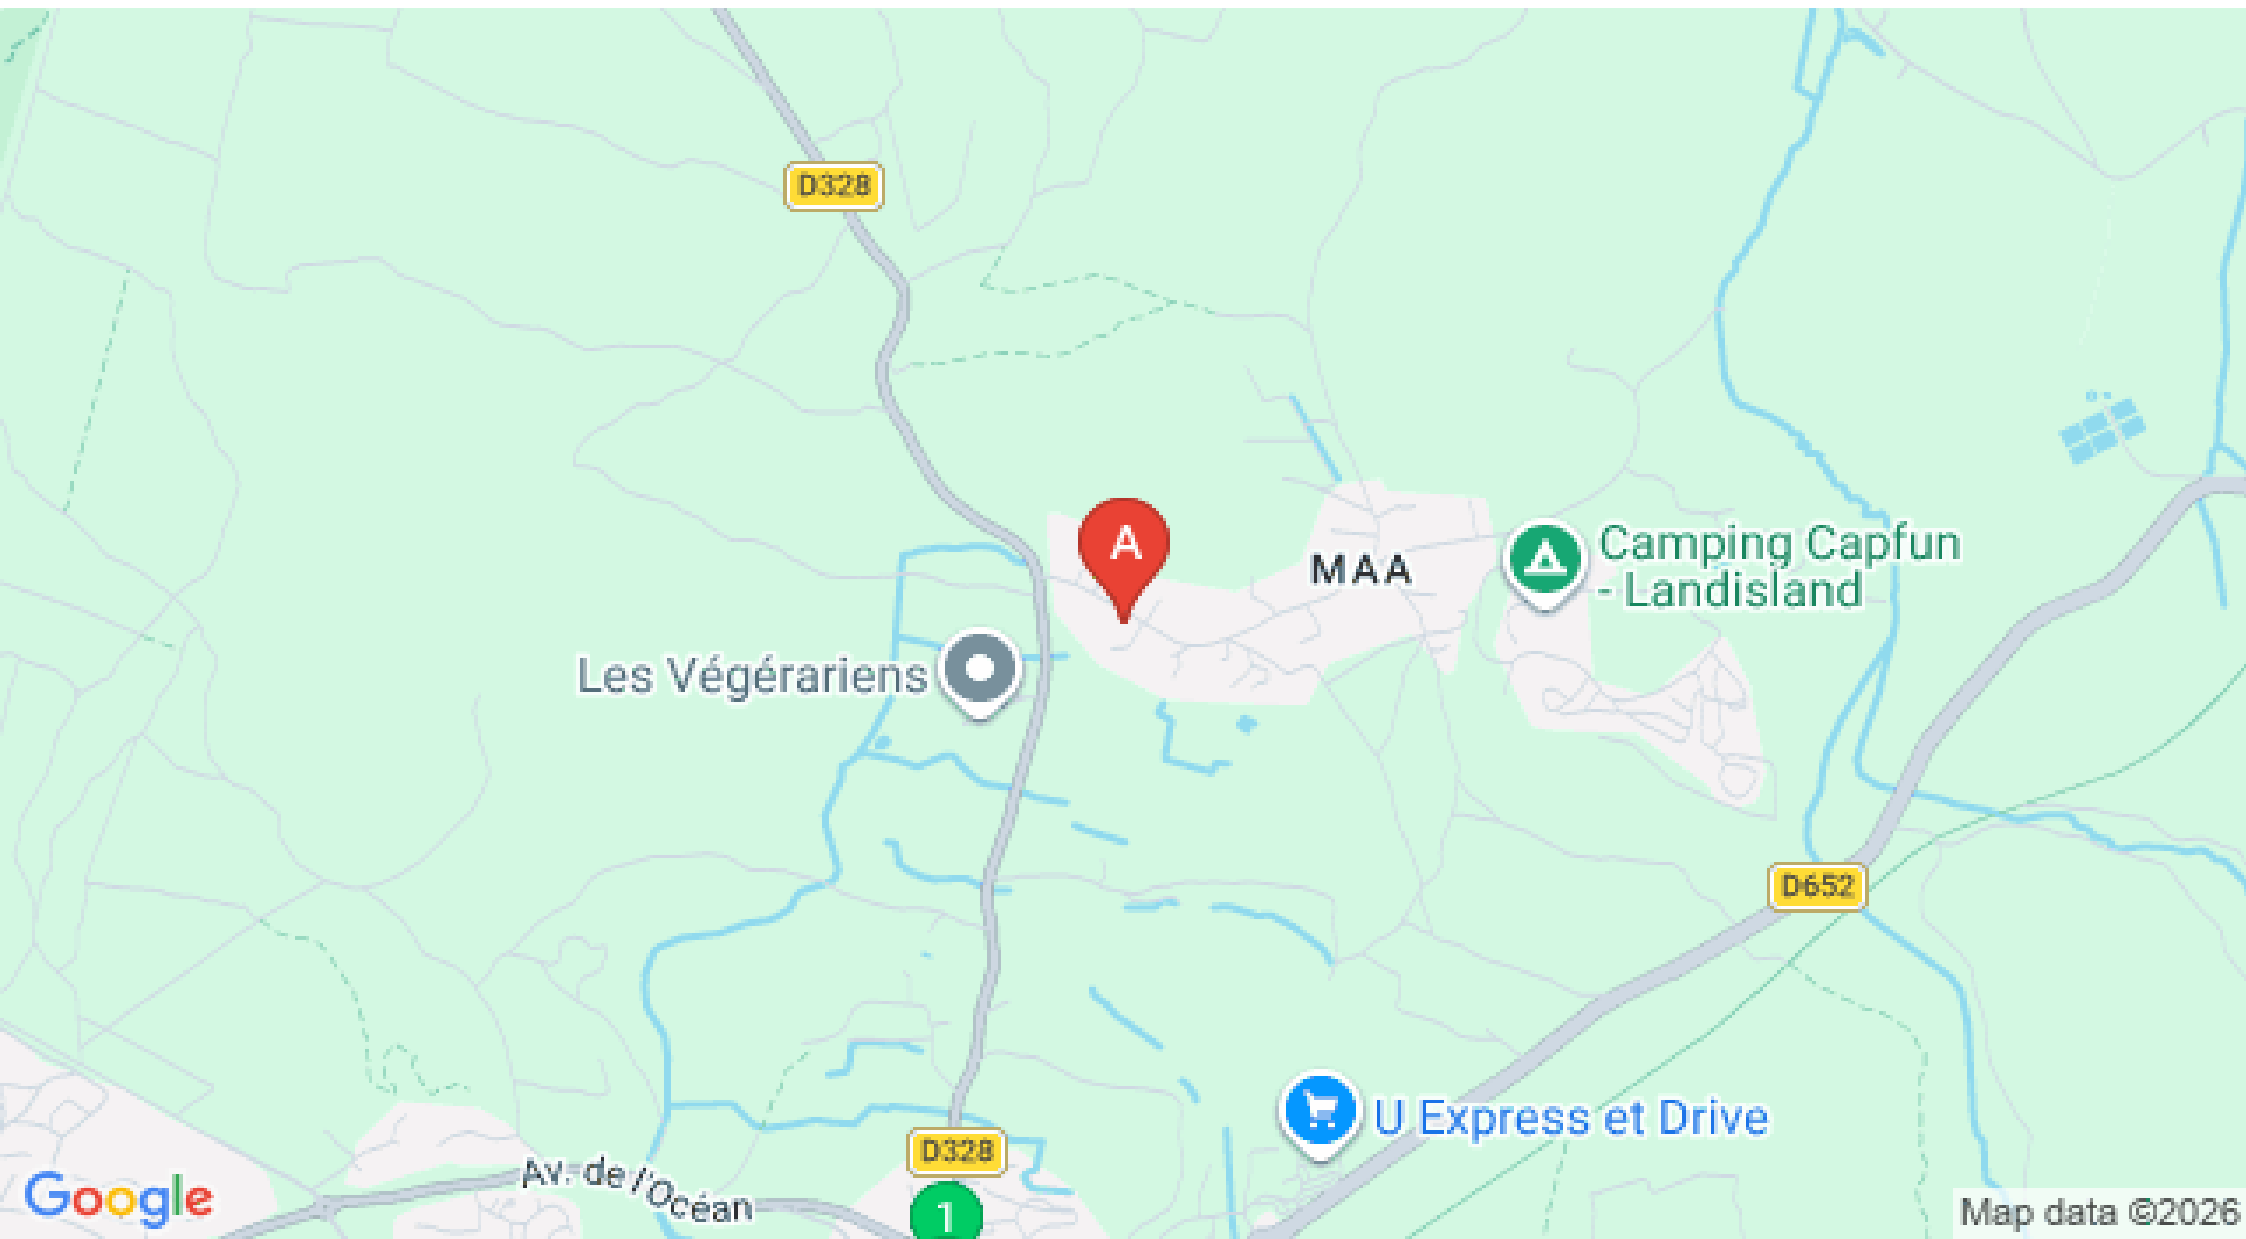 D328
A
MAA
Camping Capfun
- Landisland
Les Végérariens
D652
U Express et Drive
D328
Av. de l'Océan
1
Google
Map data ©2026